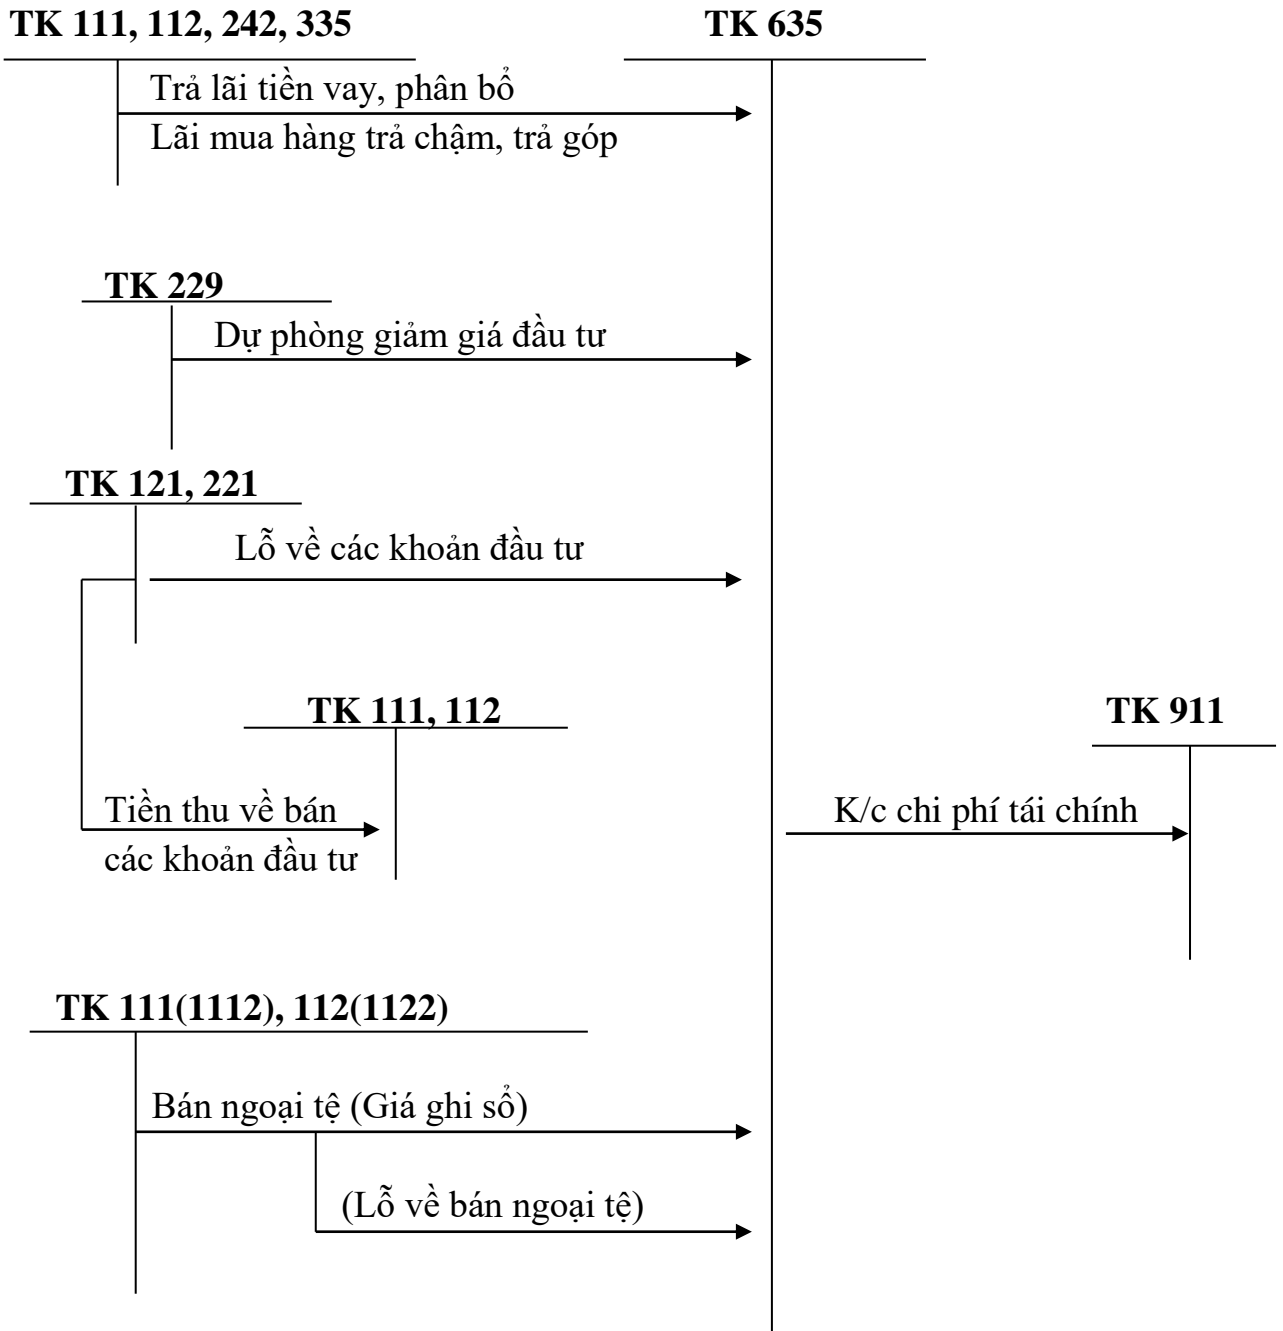 TK 111, 112, 242, 335
TK 635
Trả lãi tiền vay, phân bổ
Lãi mua hàng trả chậm, trả góp
TK 229
Dự phòng giảm giá đầu tư
TK 121, 221
Lỗ về các khoản đầu tư
TK 111, 112
TK 911
Tiền thu về bán
các khoản đầu tư
K/c chi phí tái chính
TK 111(1112), 112(1122)
Bán ngoại tệ (Giá ghi sổ)
(Lỗ về bán ngoại tệ)